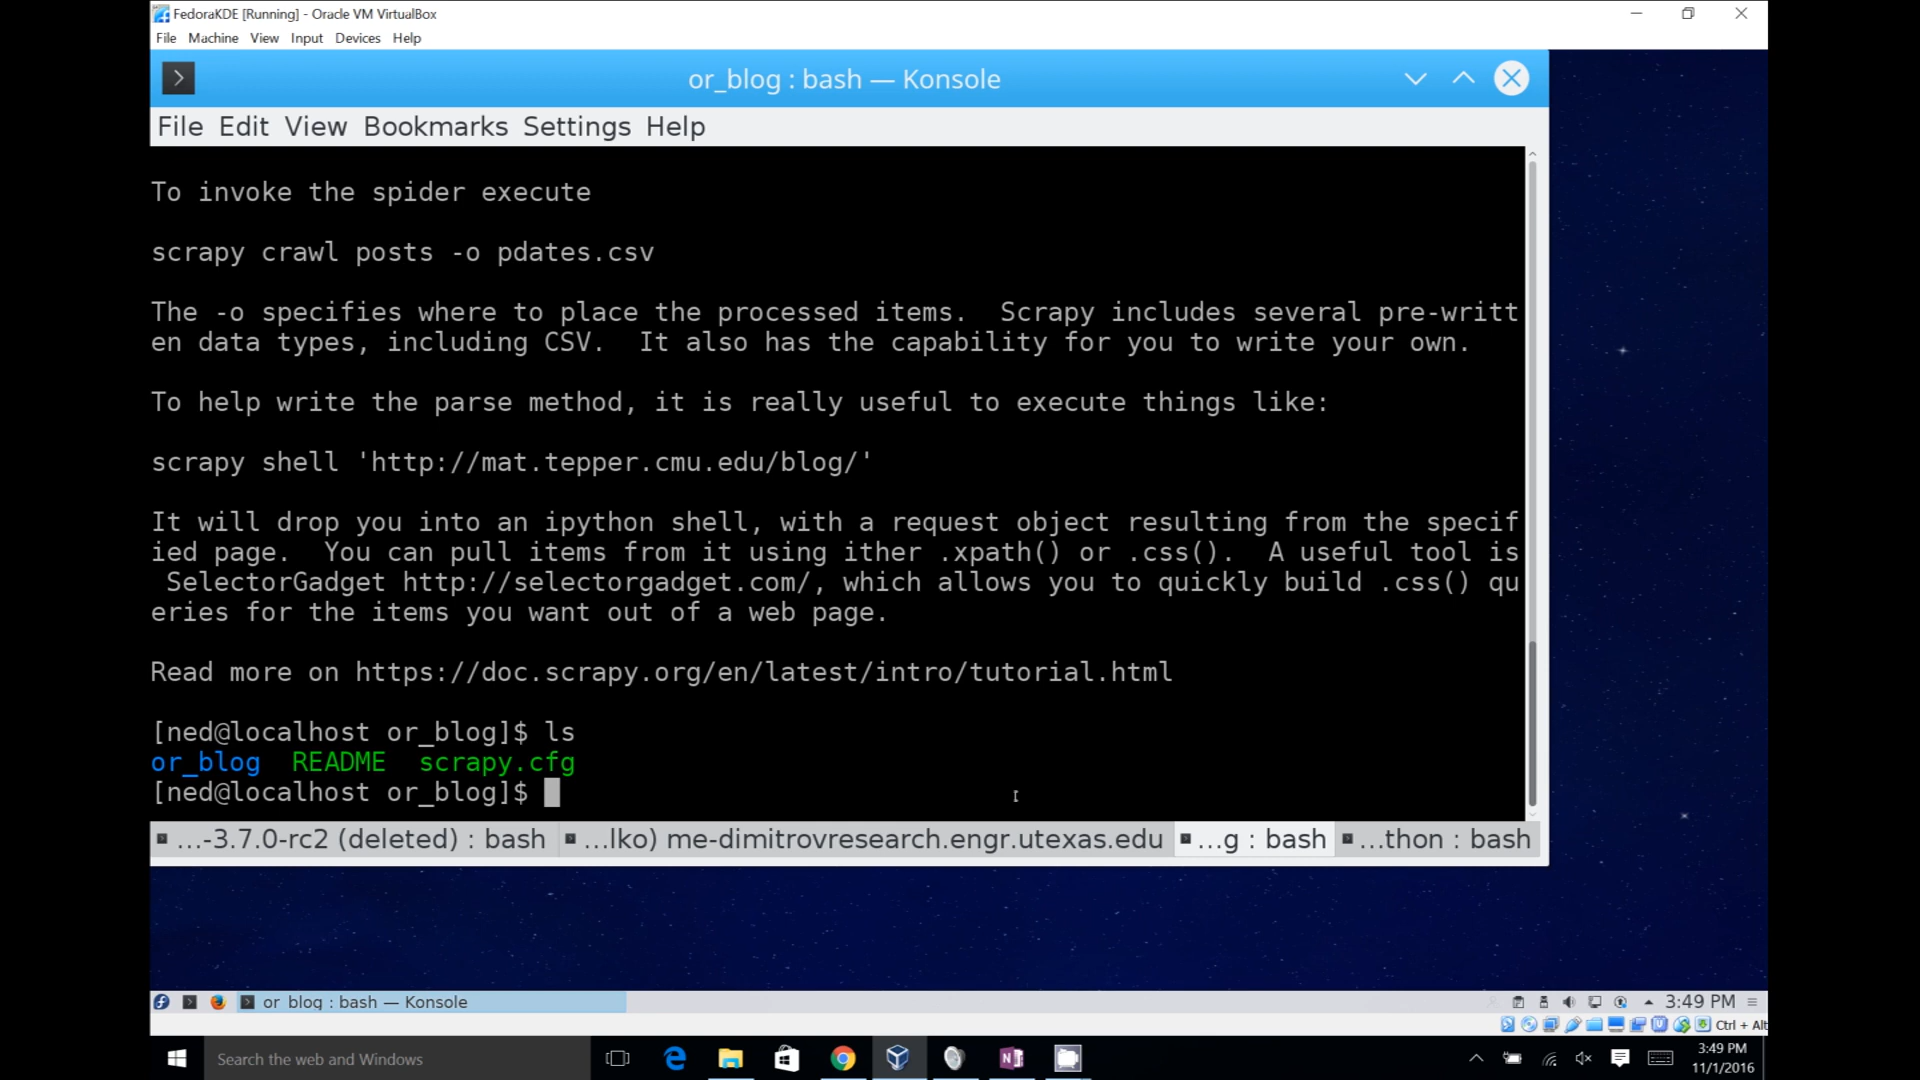 FedoraKDE [Running] - Oracle VM VirtualBox
File Machine View Input Devices Help
or_blog : bash — Konsole
File Edit View Bookmarks Settings Help
To invoke the spider execute
scrapy crawl posts -o pdates.csv
The -o specifies where to place the processed items.  Scrapy includes several pre-writt
en data types, including CSV.  It also has the capability for you to write your own.
To help write the parse method, it is really useful to execute things like:
scrapy shell 'http://mat.tepper.cmu.edu/blog/'
It will drop you into an ipython shell, with a request object resulting from the specif
ied page.  You can pull items from it using ither .xpath() or .css().  A useful tool is
 SelectorGadget http://selectorgadget.com/, which allows you to quickly build .css() qu
eries for the items you want out of a web page.
Read more on https://doc.scrapy.org/en/latest/intro/tutorial.html
[ned@localhost or_blog]$ ls
or_blog  README  scrapy.cfg
[ned@localhost or_blog]$
...-3.7.0-rc2 (deleted) : bash ...lko) me-dimitrovresearch.engr.utexas.edu ...g : bash ...thon : bash
or blog : bash — Konsole 3:49 PM
Ctrl + Alt
Search the web and Windows
3:49 PM
11/1/2016